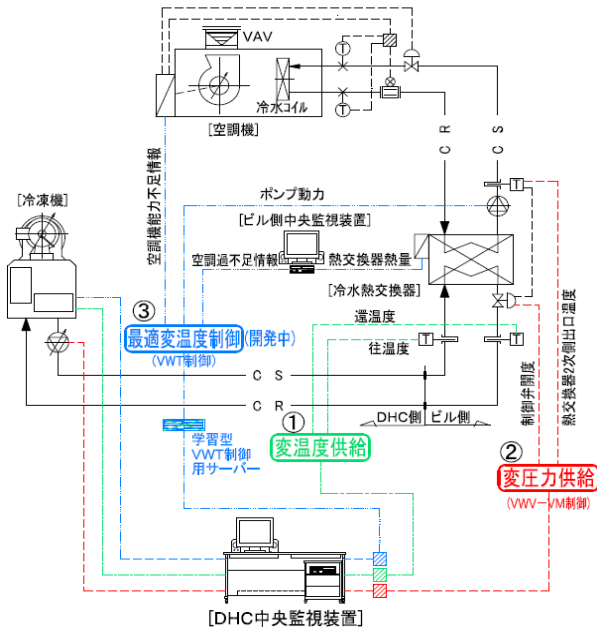 VAV
T
T
冷水コイル
[空調機]
空調機能力不足情報
C R
C S
[冷凍機]
ポンプ動力
T
[ビル側中央監視装置]
空調過不足情報
熱交換器熱量
[冷水熱交換器]
③
最適変温度制御(開発中)
(VWT制御)
還温度
往温度
T
T
制御弁開度
熱交換器2次側出口温度
C S
C R
DHC側 ビル側
①
変温度供給
学習型
VWT制御
用サーバー
②
変圧力供給
(VWV-VM制御)
[DHC中央監視装置]